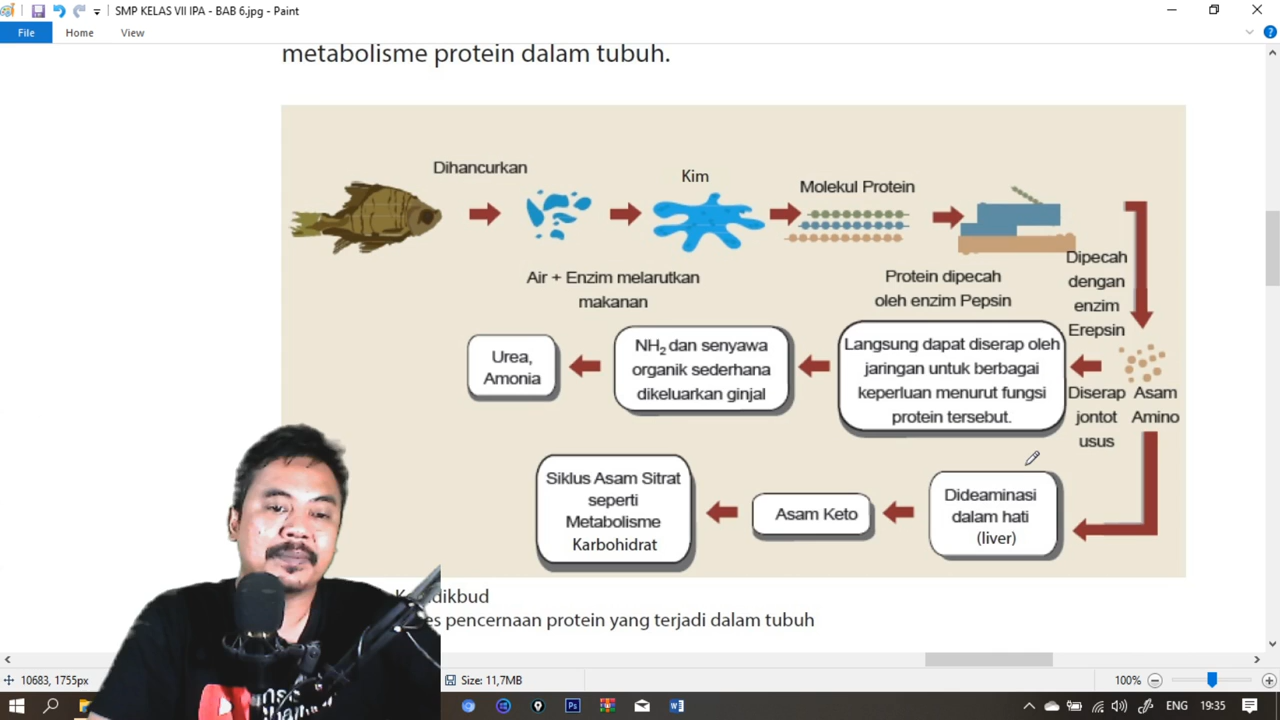 SMP KELAS VII IPA - BAB 6.jpg - Paint
File Home View
metabolisme protein dalam tubuh.
Dihancurkan
Kim
Molekul Protein
Air + Enzim melarutkan
makanan
Protein dipecah
oleh enzim Pepsin
Dipecah
dengan
enzim
Erepsin
Urea,
Amonia
NH₂ dan senyawa
organik sederhana
dikeluarkan ginjal
Langsung dapat diserap oleh
jaringan untuk berbagai
keperluan menurut fungsi
protein tersebut.
Diserap
jontot
usus
Asam
Amino
Siklus Asam Sitrat
seperti
Metabolisme
Karbohidrat
Asam Keto
Dideaminasi
dalam hati
(liver)
dikbud
es pencernaan protein yang terjadi dalam tubuh
10683, 1755px
Size: 11,7MB
100%
ENG 19:35